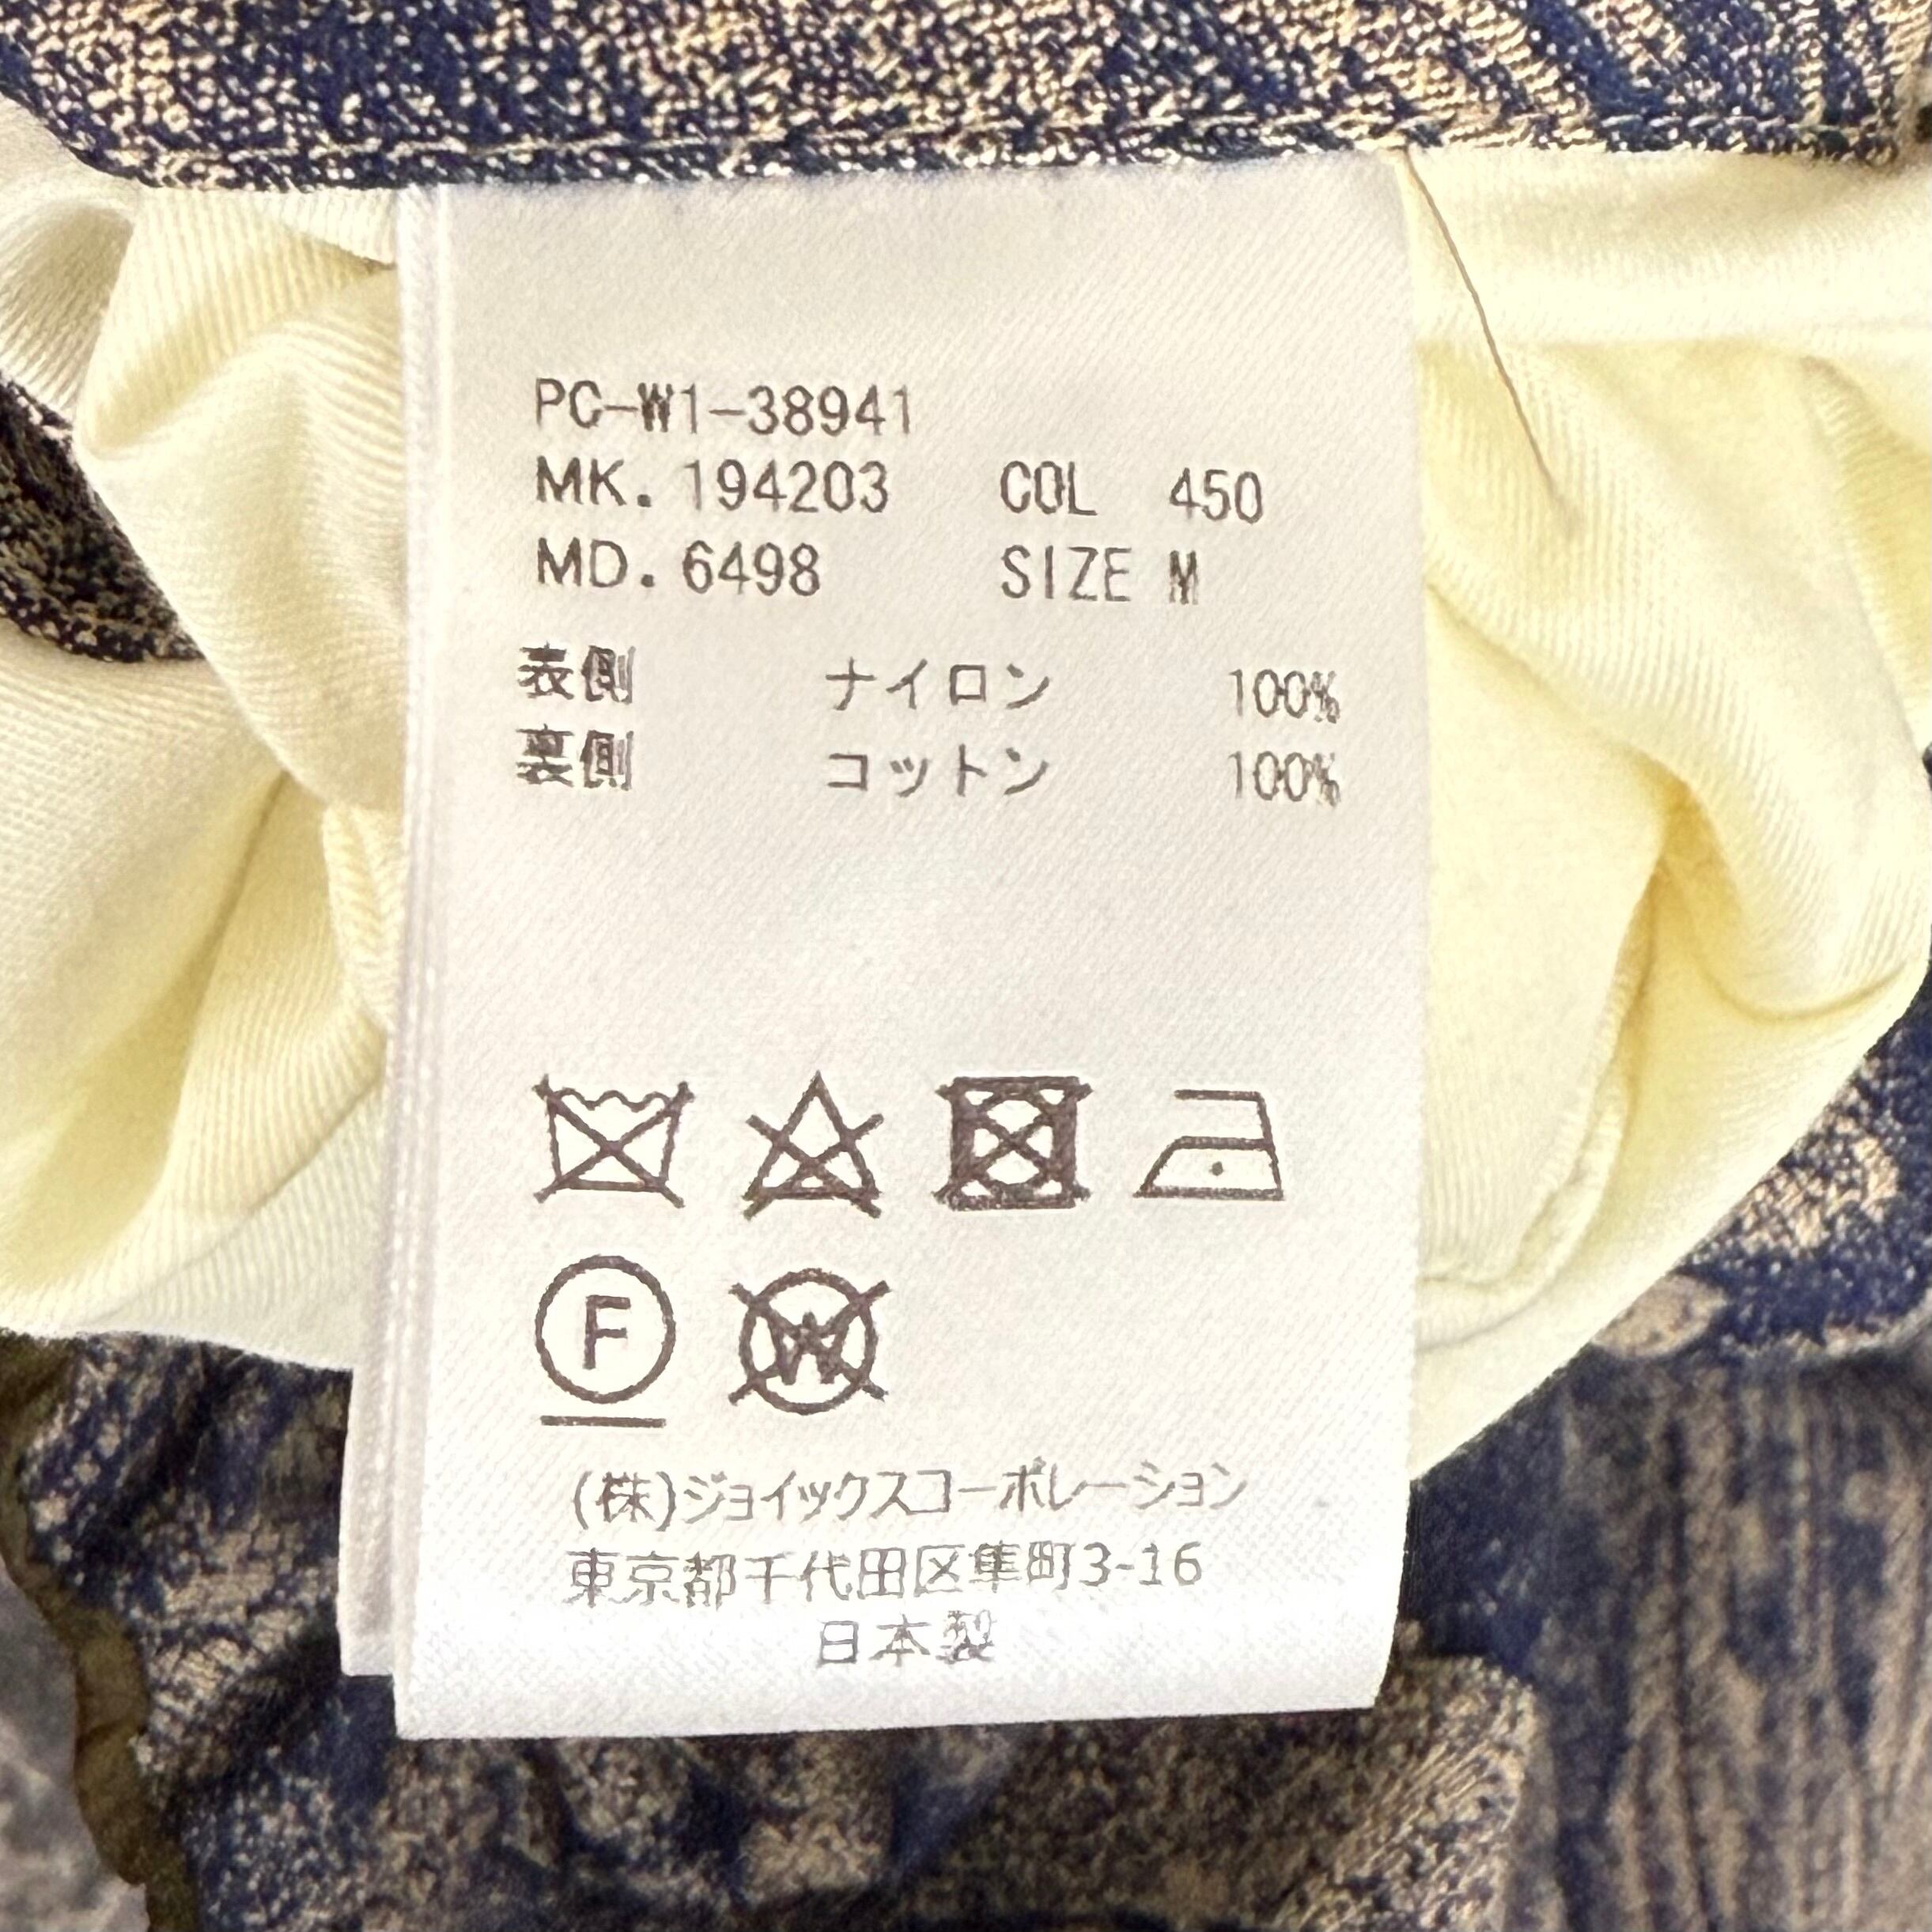 PC-W1-38941
MK. 194203 COL 450
MD. 6498 SIZE M
表側 ナイロン 100%
裏側 コットン 100%
F
W
(株)ジョイックスコーポレーション
東京都千代田区隼町3-16
日本製